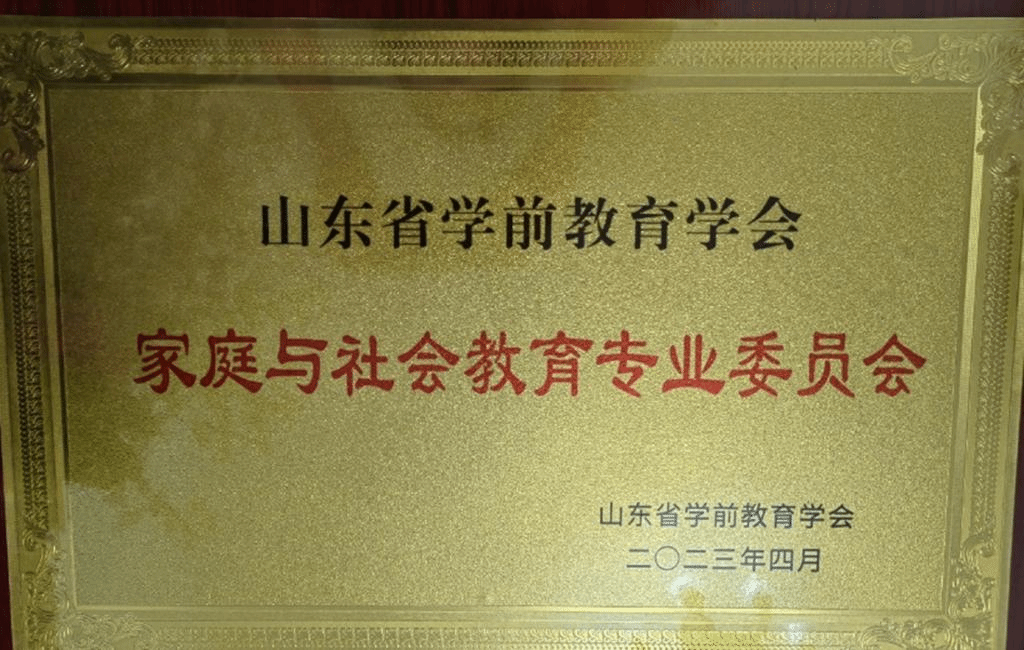 山东省学前教育学会
家庭与社会教育专业委员会
山东省学前教育学会
二〇二三年四月